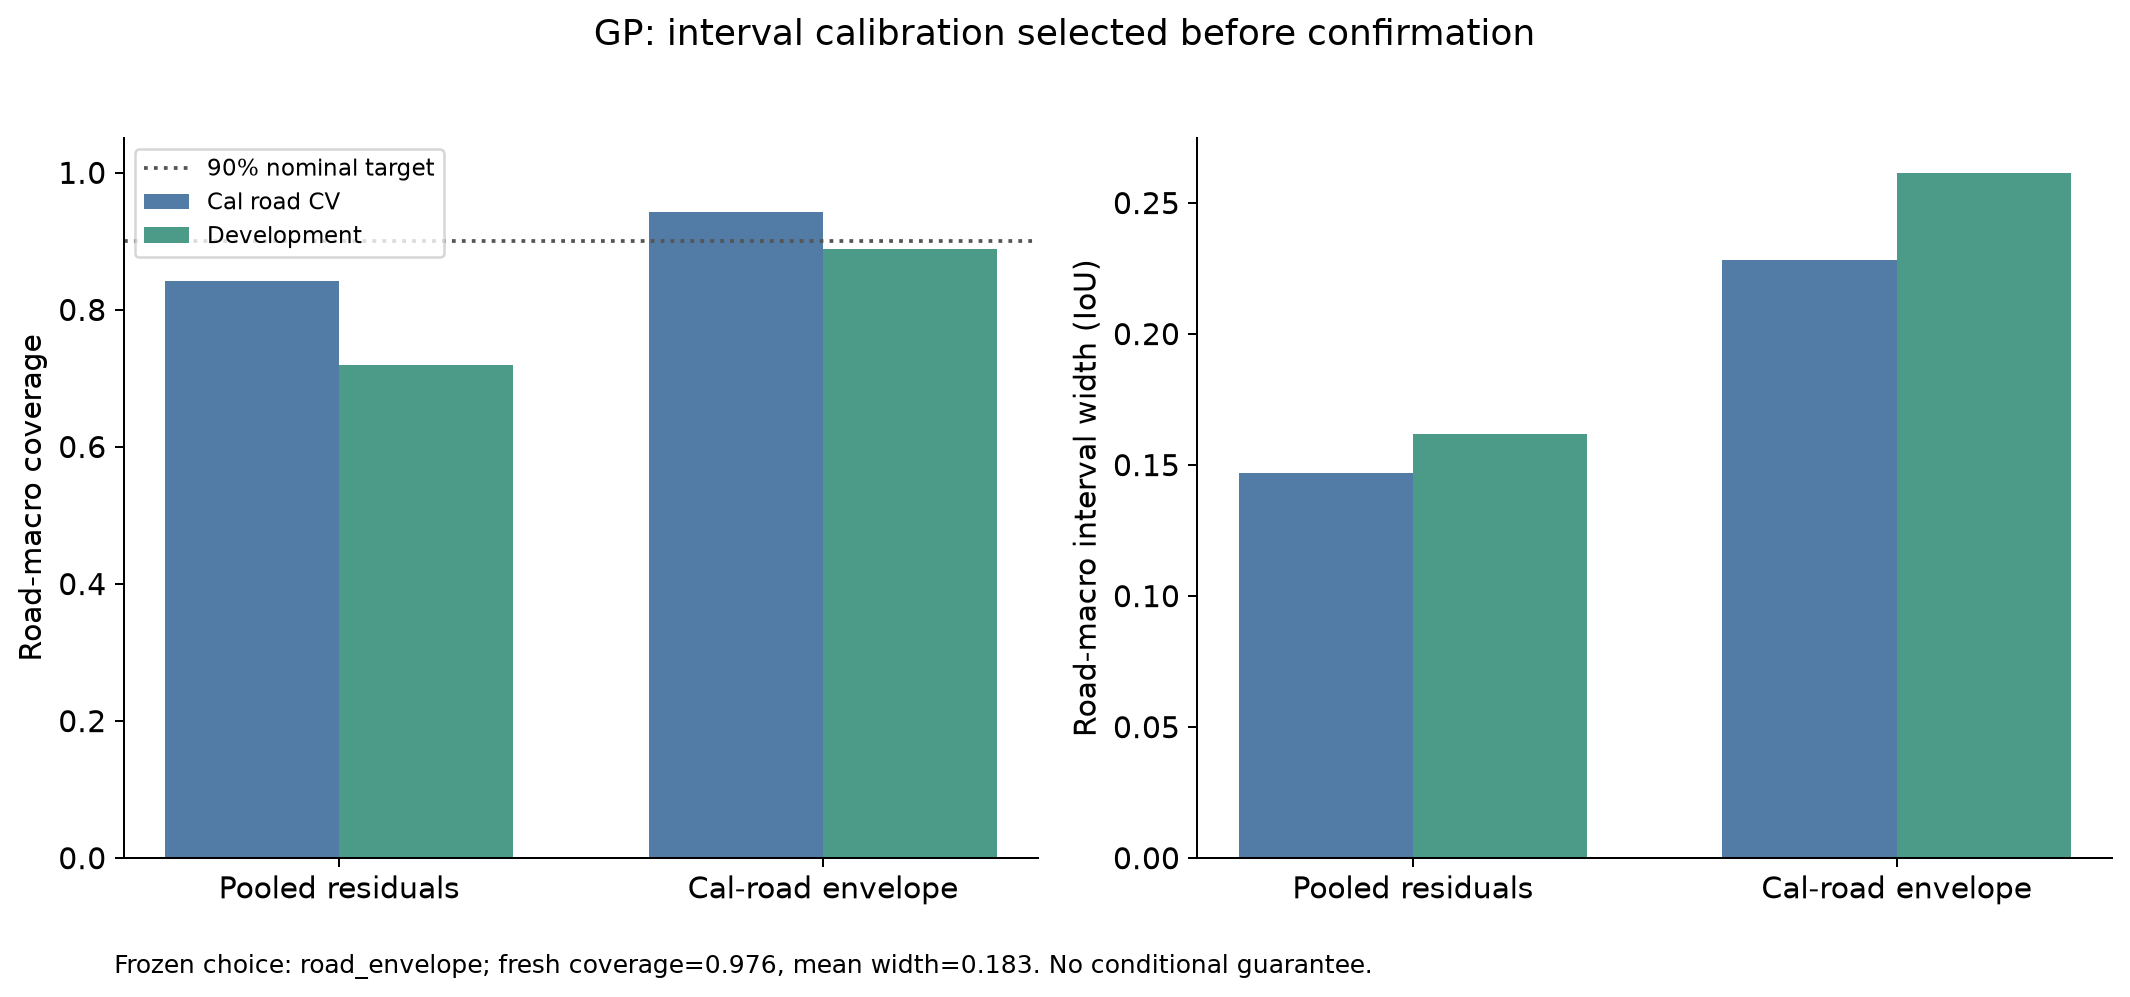 GP: interval calibration selected before confirmation
Road-macro coverage
1.0
0.8
0.6
0.4
0.2
0.0
90% nominal target
Cal road CV
Development
Pooled residuals
Cal-road envelope
Road-macro interval width (IoU)
0.25
0.20
0.15
0.10
0.05
0.00
Pooled residuals
Cal-road envelope
Frozen choice: road_envelope; fresh coverage=0.976, mean width=0.183. No conditional guarantee.